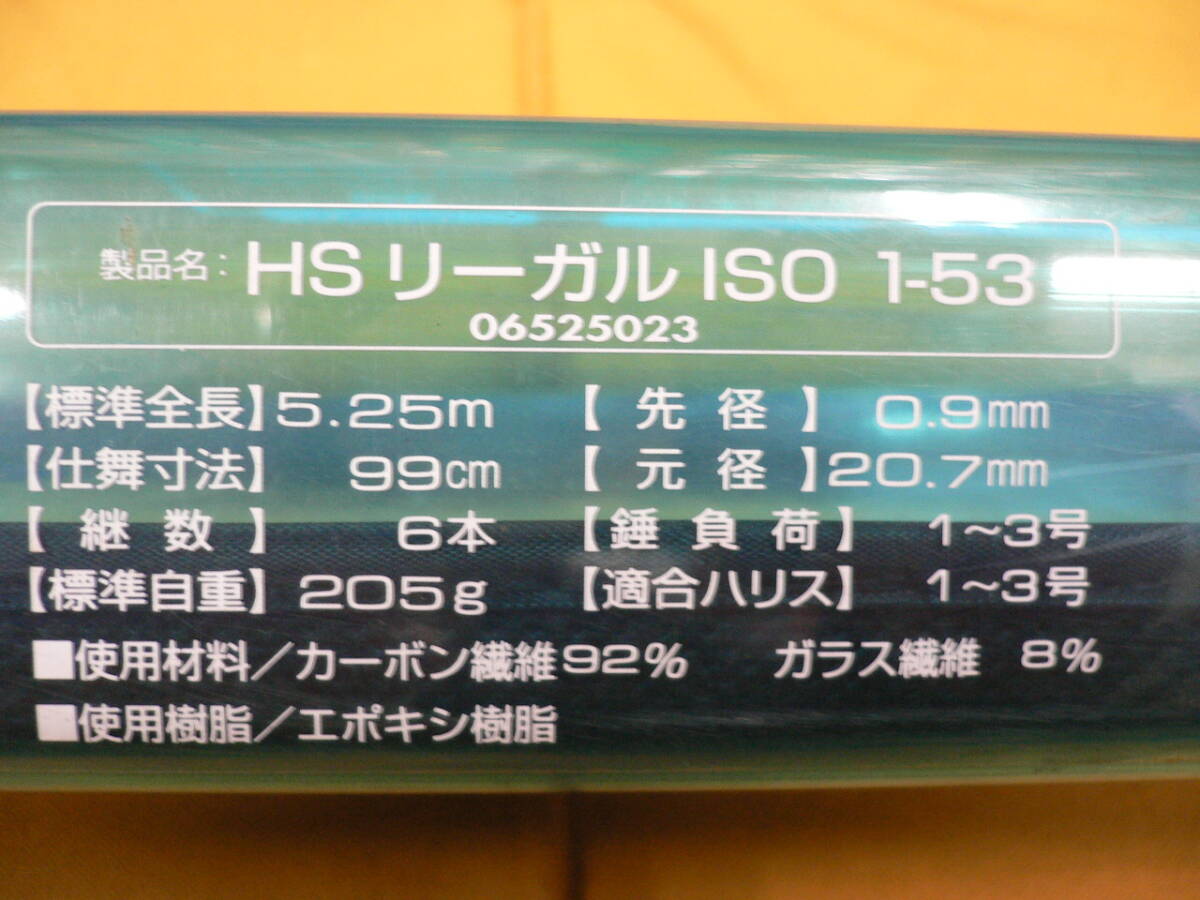 製品名：HSリーガルISO 1-53
06525023
【標準全長】5.25m 【先径】0.9mm
【仕舞寸法】99cm 【元径】20.7mm
【継数】6本 【錘負荷】1～3号
【標準自重】205g 【適合ハリス】1～3号
■使用材料／カーボン繊維92% ガラス繊維 8%
■使用樹脂／エポキシ樹脂